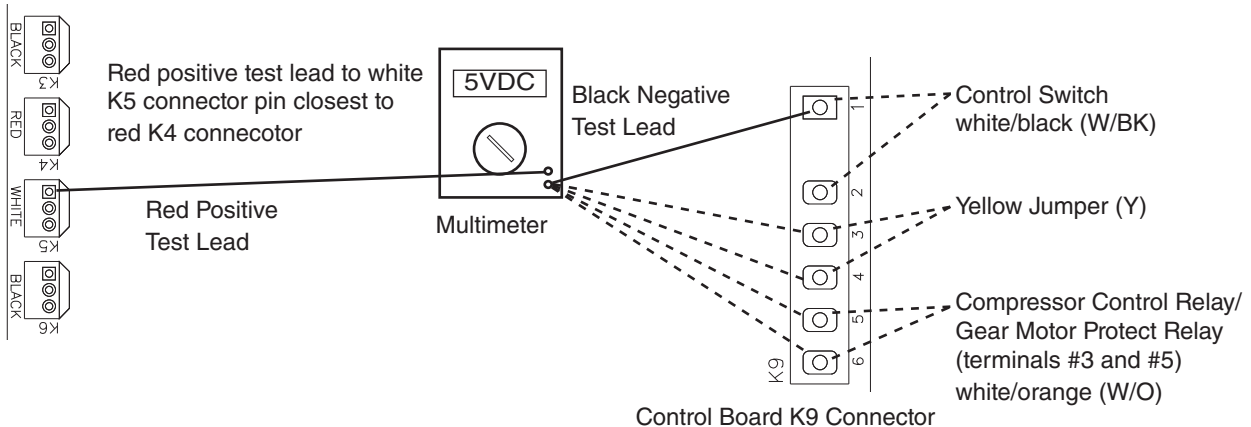 BLACK
K3
RED
K4
WHITE
K5
BLACK
K6
Red positive test lead to white
K5 connector pin closest to
red K4 connecotor
Red Positive
Test Lead
5VDC
Multimeter
Black Negative
Test Lead
1
2
3
4
5
6
K9
Control Board K9 Connector
Control Switch
white/black (W/BK)
Yellow Jumper (Y)
Compressor Control Relay/
Gear Motor Protect Relay
(terminals #3 and #5)
white/orange (W/O)